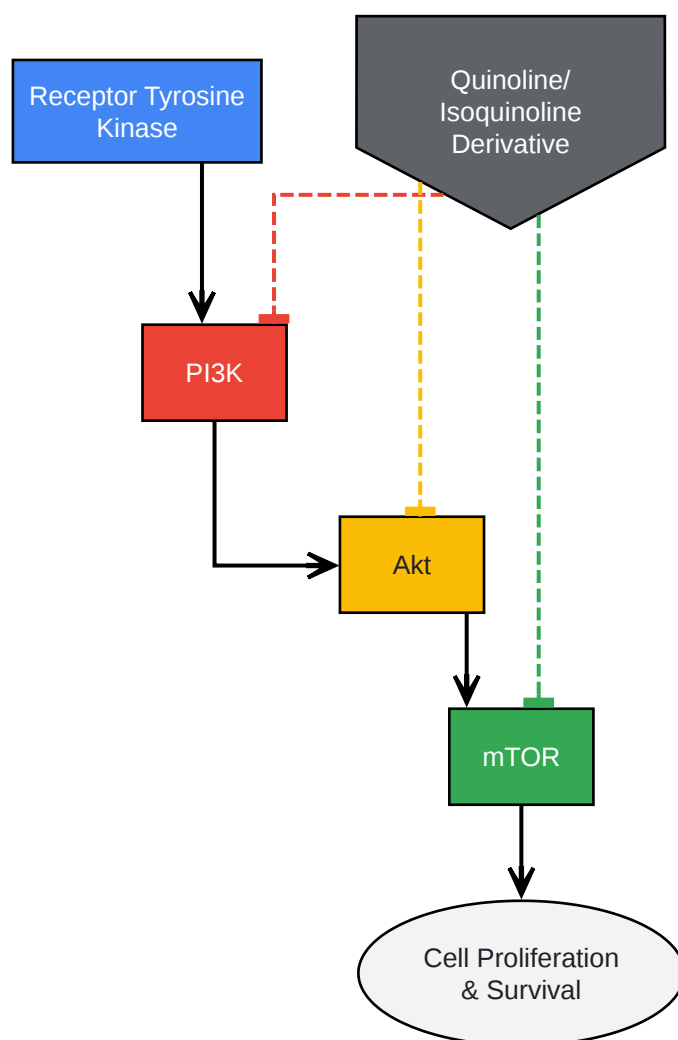 Receptor Tyrosine
Kinase
Quinoline/
Isoquinoline
Derivative
PI3K
Akt
mTOR
Cell Proliferation
& Survival